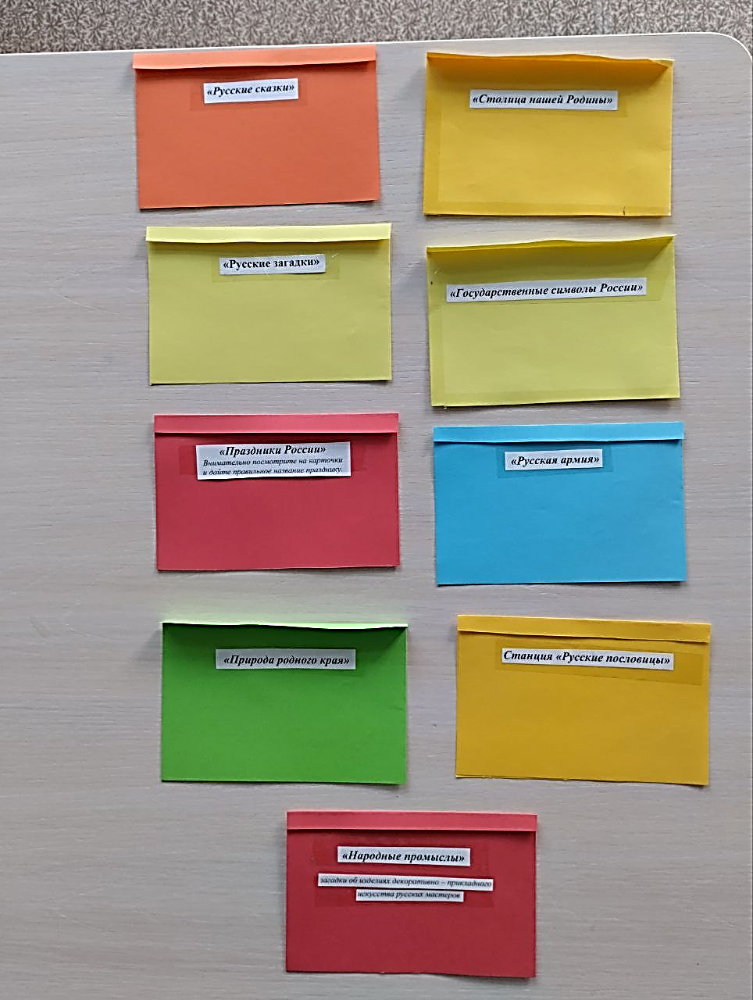 «Русские сказки»
«Столица нашей Родины»
«Русские загадки»
«Государственные символы России»
«Праздники России»
Внимательно посмотрите на карточки
и дайте правильное название празднику.
«Русская армия»
«Природа родного края»
Станция «Русские пословицы»
«Народные промыслы»
загадки об изделиях декоративно – прикладного
искусства русских мастеров